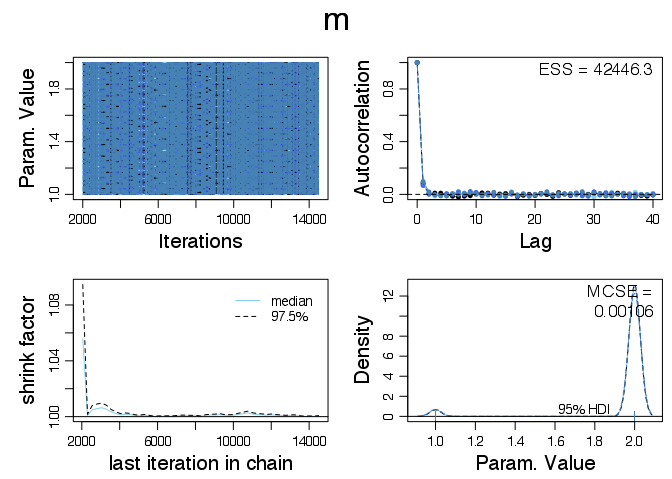 m
Param. Value
1.0
1.4
1.8
2000
6000
10000
14000
Iterations
Autocorrelation
0.0
0.4
0.8
ESS = 42446.3
0
10
20
30
40
Lag
shrink factor
1.00
1.04
1.08
median
97.5%
2000
6000
10000
14000
last iteration in chain
Density
0
2
4
6
8
12
MCSE =
0.00106
95% HDI
1.0
1.2
1.4
1.6
1.8
2.0
Param. Value